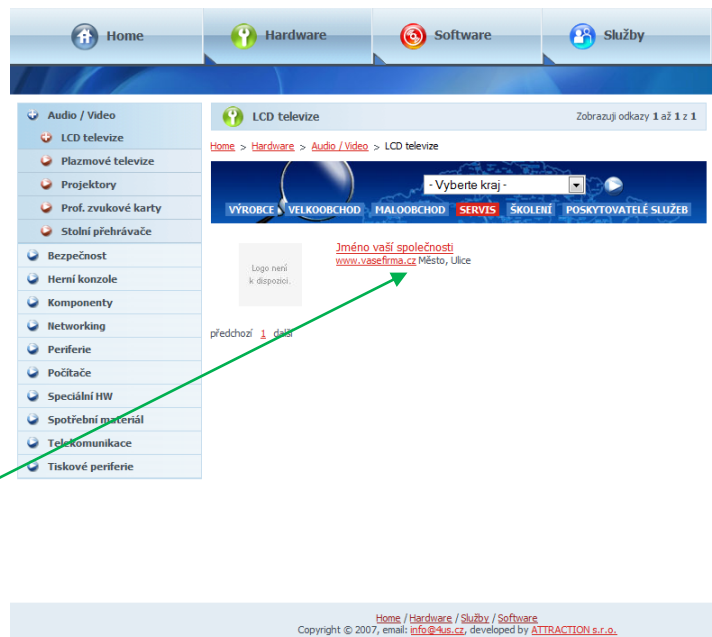 Home Hardware Software Služby
Audio / Video
LCD televize
Plazmové televize
Projektory
Prof. zvukové karty
Stolní přehrávače
Bezpečnost
Herní konzole
Komponenty
Networking
Periferie
Počítače
Speciální HW
Spotřební materiál
Telekomunikace
Tiskové periferie
LCD televize Zobrazuji odkazy 1 až 1 z 1
Home > Hardware > Audio / Video > LCD televize
- Vyberte kraj -
VÝROBCE VELKOOBCHOD MALOOBCHOD SERVIS ŠKOLENÍ POSKYTOVATELÉ SLUŽEB
Logo není
k dispozici.
Jméno vaší společnosti
www.vasefirma.cz Město, Ulice
předchozí 1 další
Home / Hardware / Služby / Software
Copyright © 2007, email: info@4us.cz, developed by ATTRACTION s.r.o.